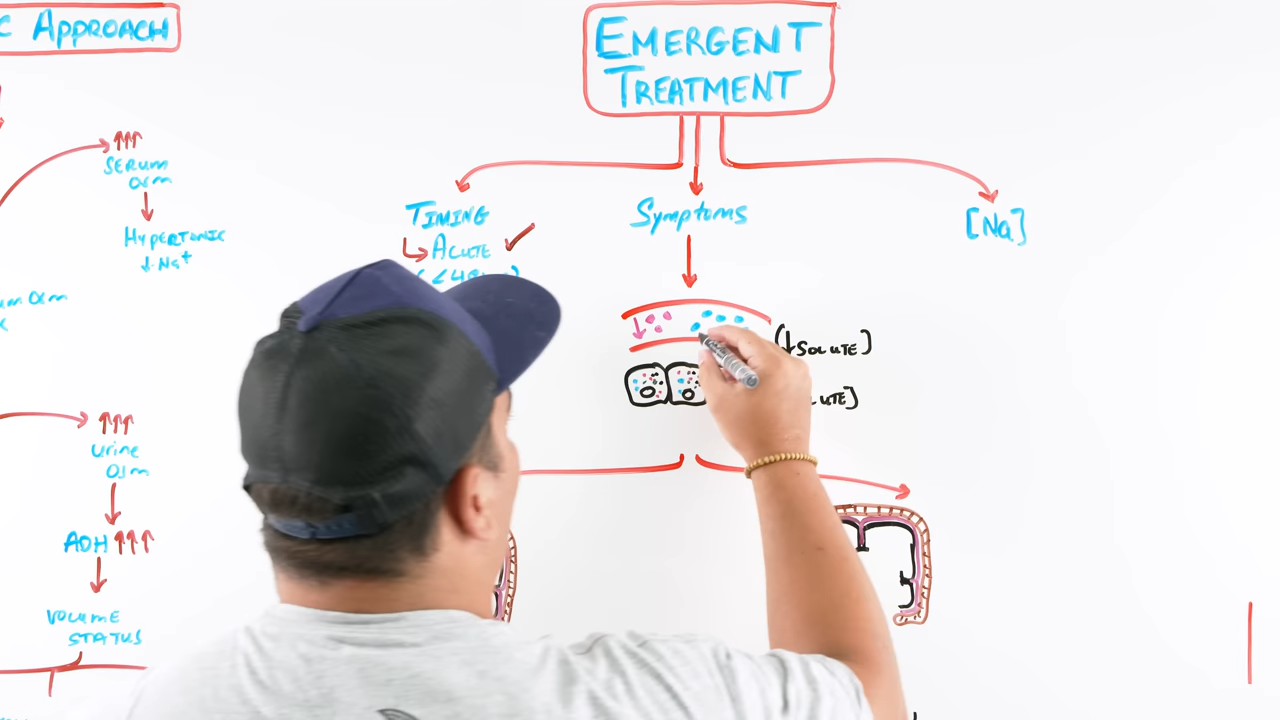 C APPROACH
EMERGENT
TREATMENT
↑↑↑
SERUM
OSM
↓
HYPERTONIC
↓Na+
TIMING
↳ ACUTE ✓
Symptoms
[Na]
↓
[↓SOLUTE]
↑↑↑
Urine
OSM
ADH ↑↑↑
VOLUME
STATUS